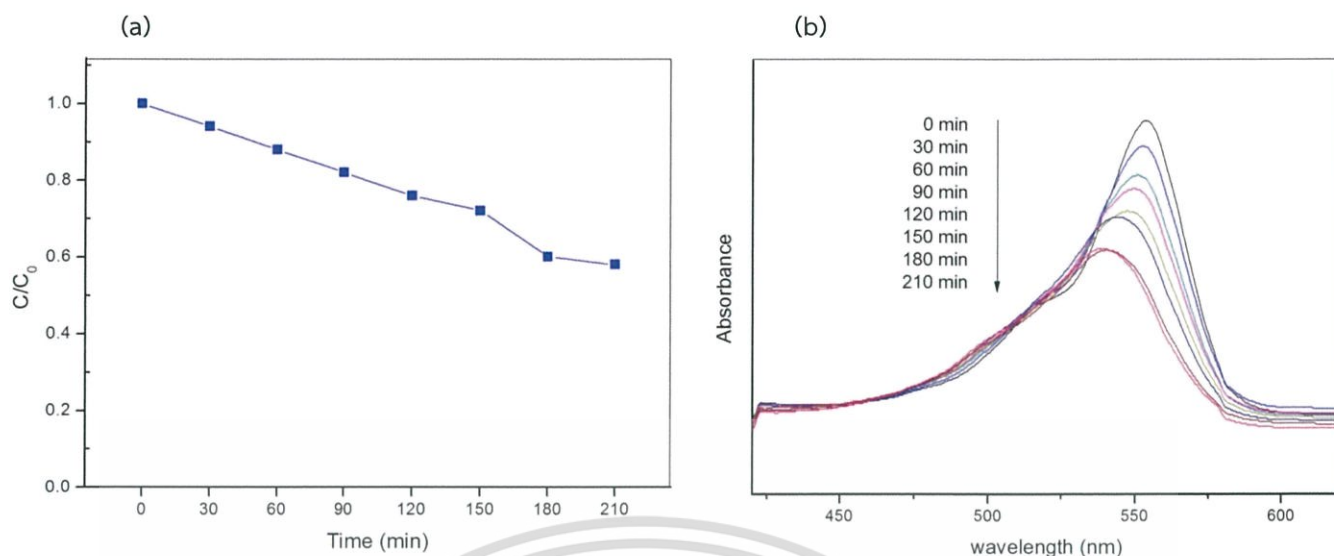 (a)
C/C0
1.0
0.8
0.6
0.4
0.2
0.0
0 30 60 90 120 150 180 210
Time (min)
(b)
Absorbance
0 min
30 min
60 min
90 min
120 min
150 min
180 min
210 min
450 500 550 600
wavelength (nm)